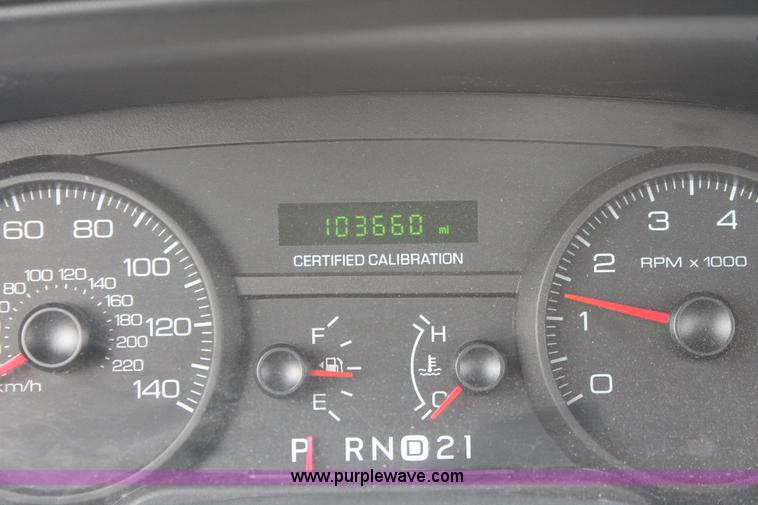 103660 mi
CERTIFIED CALIBRATION
60 80 100 120 140
80 100 120 140 160 180 200 220
km/h
F
E
H
C
0 1 2 3 4
RPM x 1000
P RND21
www.purplewave.com